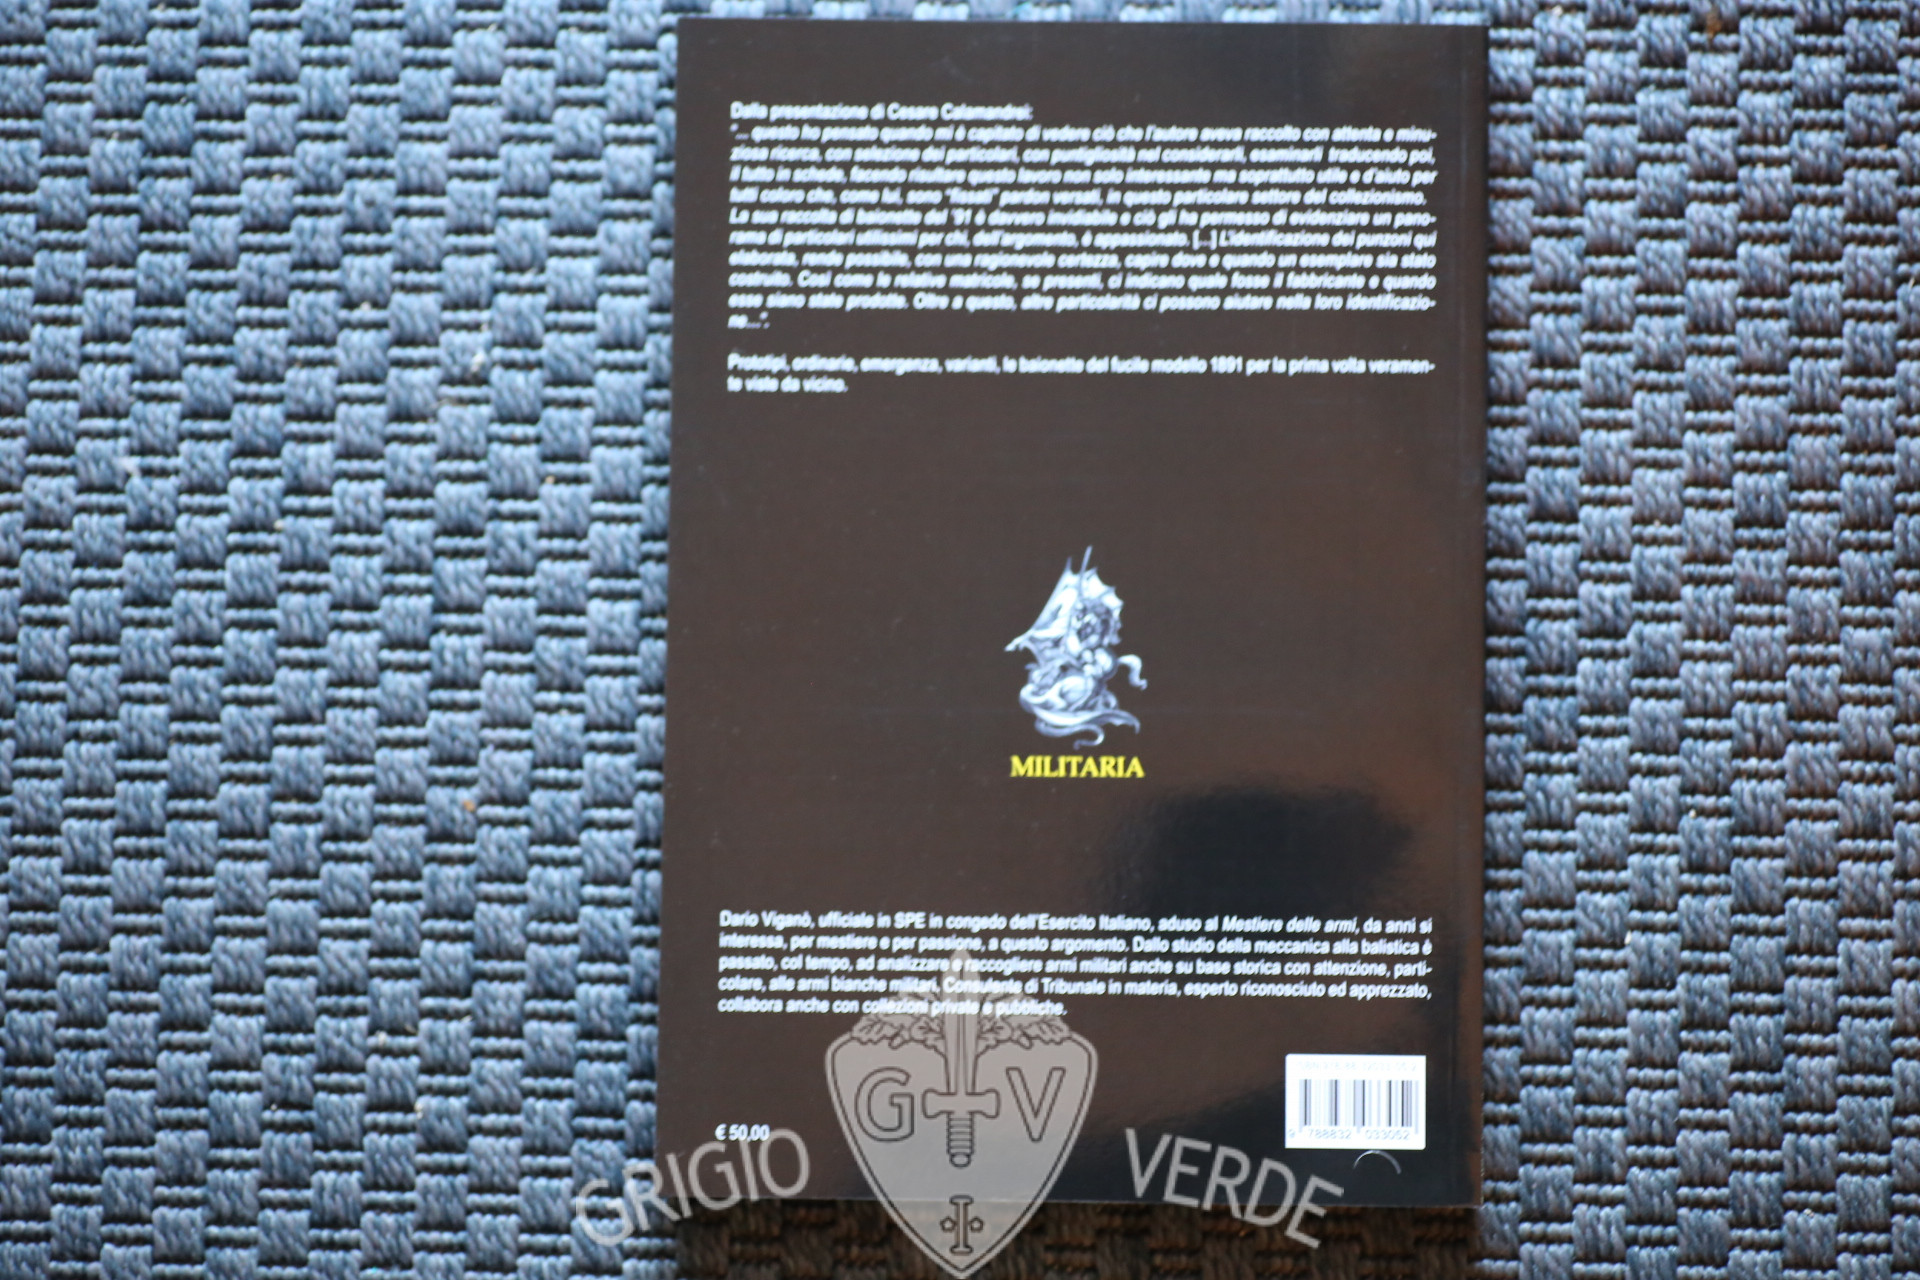 Dalla presentazione di Cesare Calamandrei:
"... questo ho pensato quando mi è capitato di vedere ciò che l'autore aveva raccolto con attenta e minu-
ziosa ricerca, con selezione dei particolari, con puntigliosità nel considerarli, esaminarli traducendo poi,
il tutto in schede, facendo risultare questo lavoro non solo interessante ma soprattutto utile e d'aiuto per
tutti coloro che, come lui, sono "fissati" pardon versati, in questo particolare settore del collezionismo.
La sua raccolta di baionette del '91 è davvero invidiabile e ciò gli ha permesso di evidenziare un pano-
rama di particolari utilissimi per chi, dell'argomento, è appassionato. [...] L'identificazione dei punzoni qui
elaborata, rende possibile, con una ragionevole certezza, capire dove e quando un esemplare sia stato
costruito. Così come le relative matricole, se presenti, ci indicano quale fosse il fabbricante e quando
esse siano state prodotte. Oltre a questo, altre particolarità ci possono aiutare nella loro identificazio-
ne...".
Prototipi, ordinarie, emergenza, varianti, le baionette del fucile modello 1891 per la prima volta veramen-
te viste da vicino.
MILITARIA
Dario Viganò, ufficiale in SPE in congedo dell'Esercito Italiano, aduso al Mestiere delle armi, da anni si
interessa, per mestiere e per passione, a questo argomento. Dallo studio della meccanica alla balistica è
passato, col tempo, ad analizzare e raccogliere armi militari anche su base storica con attenzione, parti-
colare, alle armi bianche militari. Consulente di Tribunale in materia, esperto riconosciuto ed apprezzato,
collabora anche con collezioni private e pubbliche.
€ 50,00
9 788832 033052
G V
GRIGIO VERDE